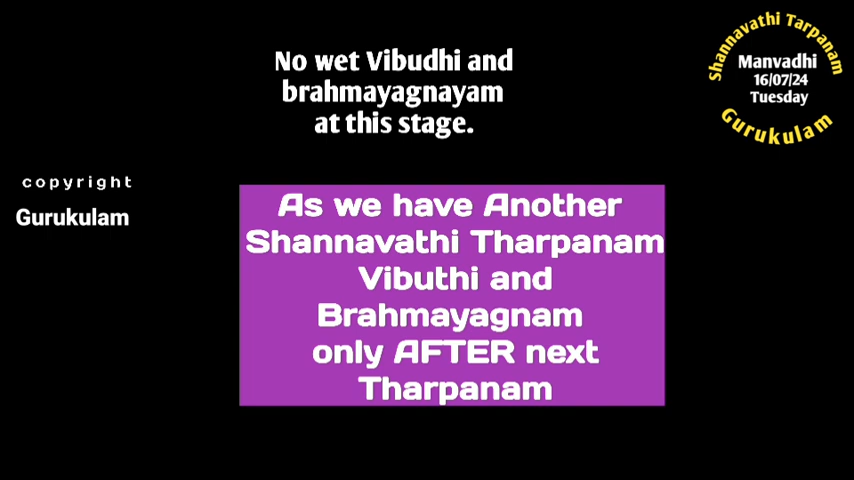 No wet Vibudhi and
brahmayagnayam
at this stage.
Shannavathi Tarpanam
Manvadhi
16/07/24
Tuesday
Gurukulam
copyright
Gurukulam
As we have Another
Shannavathi Tharpanam
Vibuthi and
Brahmayagnam
only AFTER next
Tharpanam